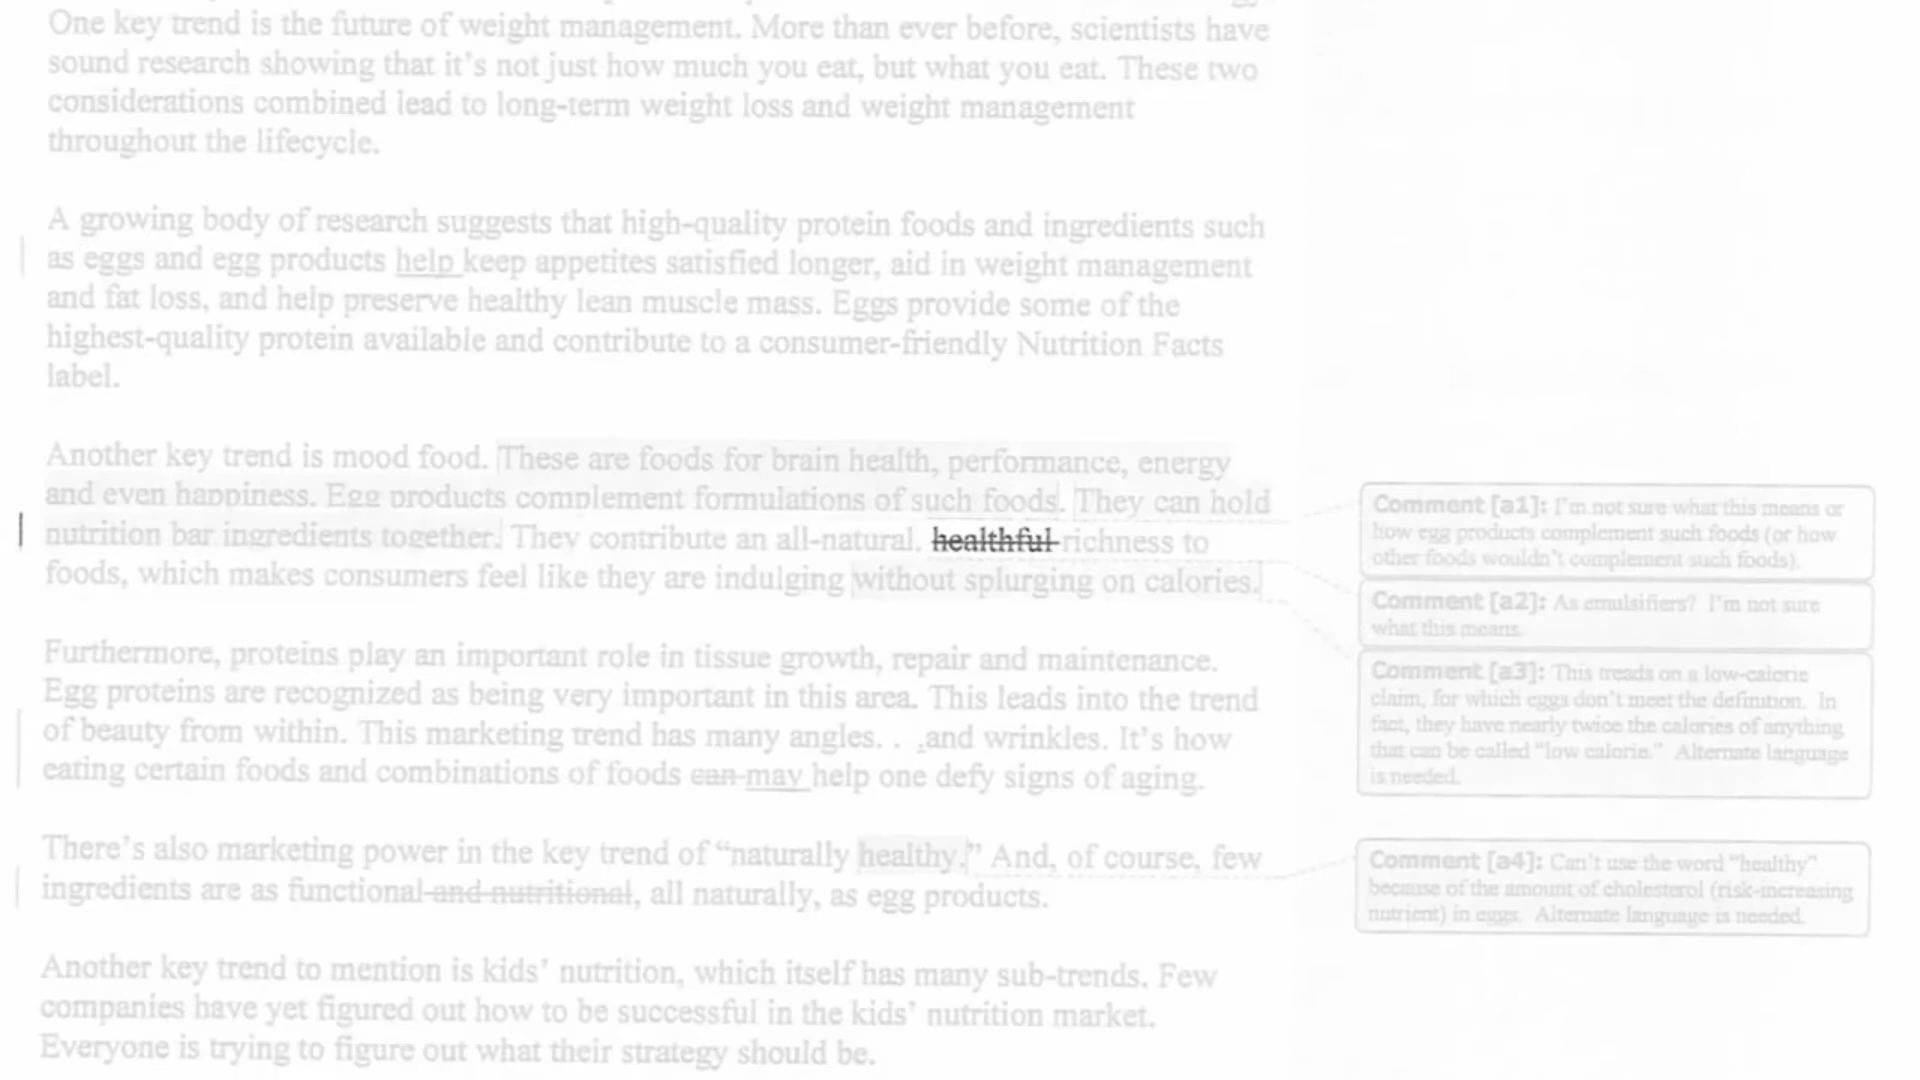 One key trend is the future of weight management. More than ever before, scientists have
sound research showing that it's not just how much you eat, but what you eat. These two
considerations combined lead to long-term weight loss and weight management
throughout the lifecycle.
A growing body of research suggests that high-quality protein foods and ingredients such
as eggs and egg products help keep appetites satisfied longer, aid in weight management
and fat loss, and help preserve healthy lean muscle mass. Eggs provide some of the
highest-quality protein available and contribute to a consumer-friendly Nutrition Facts
label.
Another key trend is mood food. These are foods for brain health, performance, energy
and even happiness. Egg products complement formulations of such foods. They can hold
nutrition bar ingredients together. They contribute an all-natural, healthful richness to
foods, which makes consumers feel like they are indulging without splurging on calories.
Furthermore, proteins play an important role in tissue growth, repair and maintenance.
Egg proteins are recognized as being very important in this area. This leads into the trend
of beauty from within. This marketing trend has many angles. . .and wrinkles. It's how
eating certain foods and combinations of foods can may help one defy signs of aging.
There's also marketing power in the key trend of “naturally healthy.” And, of course, few
ingredients are as functional and nutritional, all naturally, as egg products.
Another key trend to mention is kids' nutrition, which itself has many sub-trends. Few
companies have yet figured out how to be successful in the kids' nutrition market.
Everyone is trying to figure out what their strategy should be.
Comment [a1]: I'm not sure what this means or
how egg products complement such foods (or how
other foods wouldn't complement such foods).
Comment [a2]: As emulsifiers? I'm not sure
what this means.
Comment [a3]: This treads on a low-calorie
claim, for which eggs don't meet the definition. In
fact, they have nearly twice the calories of anything
that can be called “low calorie.” Alternate language
is needed.
Comment [a4]: Can't use the word “healthy”
because of the amount of cholesterol (risk-increasing
nutrient) in eggs. Alternate language is needed.